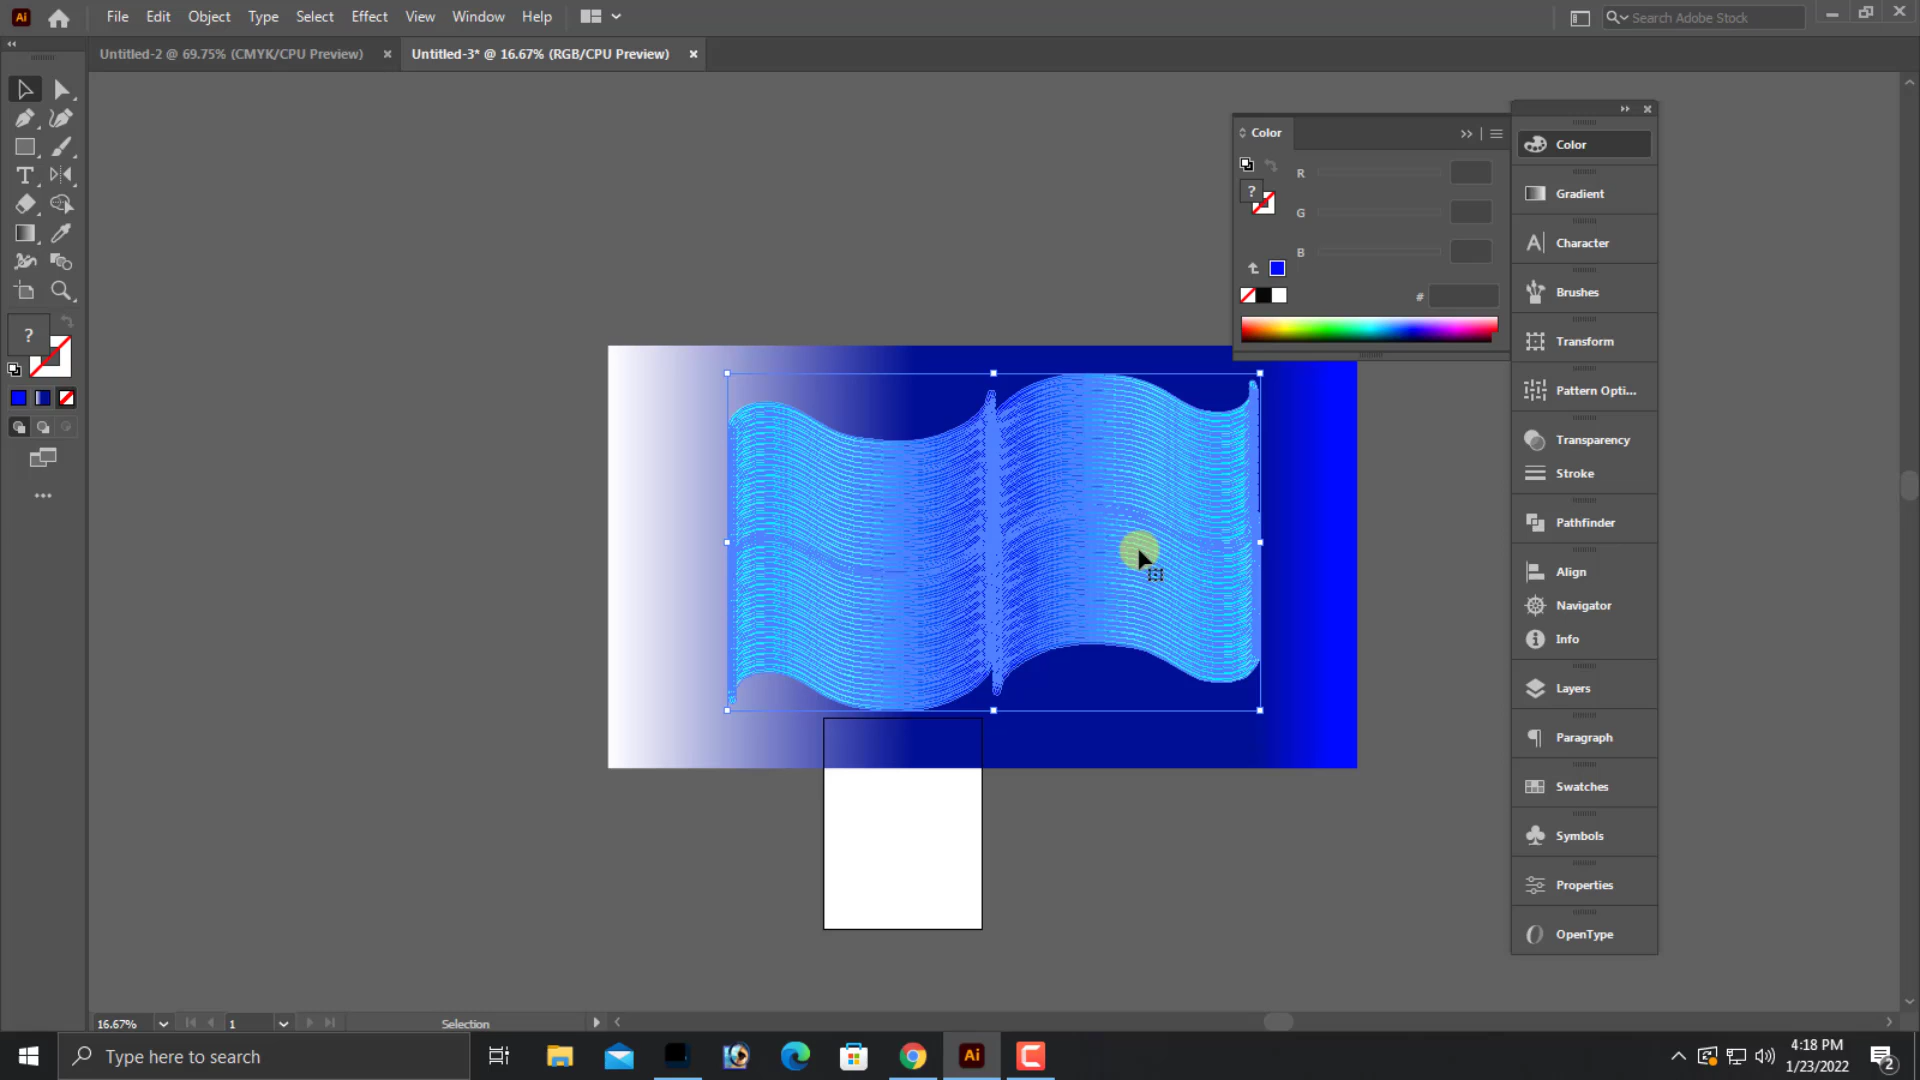 Ai File Edit Object Type Select Effect View Window Help Search Adobe Stock
Untitled-2 @ 69.75% (CMYK/CPU Preview) Untitled-3* @ 16.67% (RGB/CPU Preview)
Color
R
G
B
#
?
Color
Gradient
Character
Brushes
Transform
Pattern Opti...
Transparency
Stroke
Pathfinder
Align
Navigator
Info
Layers
Paragraph
Swatches
Symbols
Properties
OpenType
?
16.67% 1 Selection
Type here to search
Ai
4:18 PM
1/23/2022
2